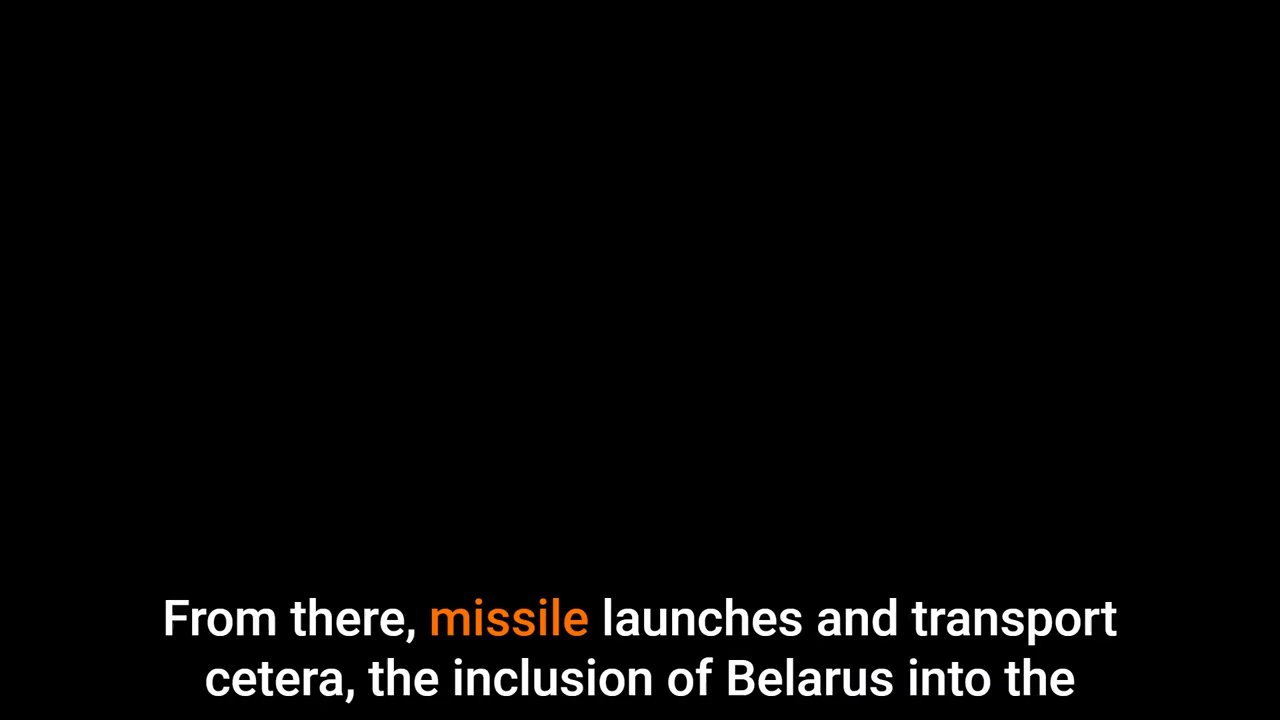 From there, missile launches and transport
cetera, the inclusion of Belarus into the